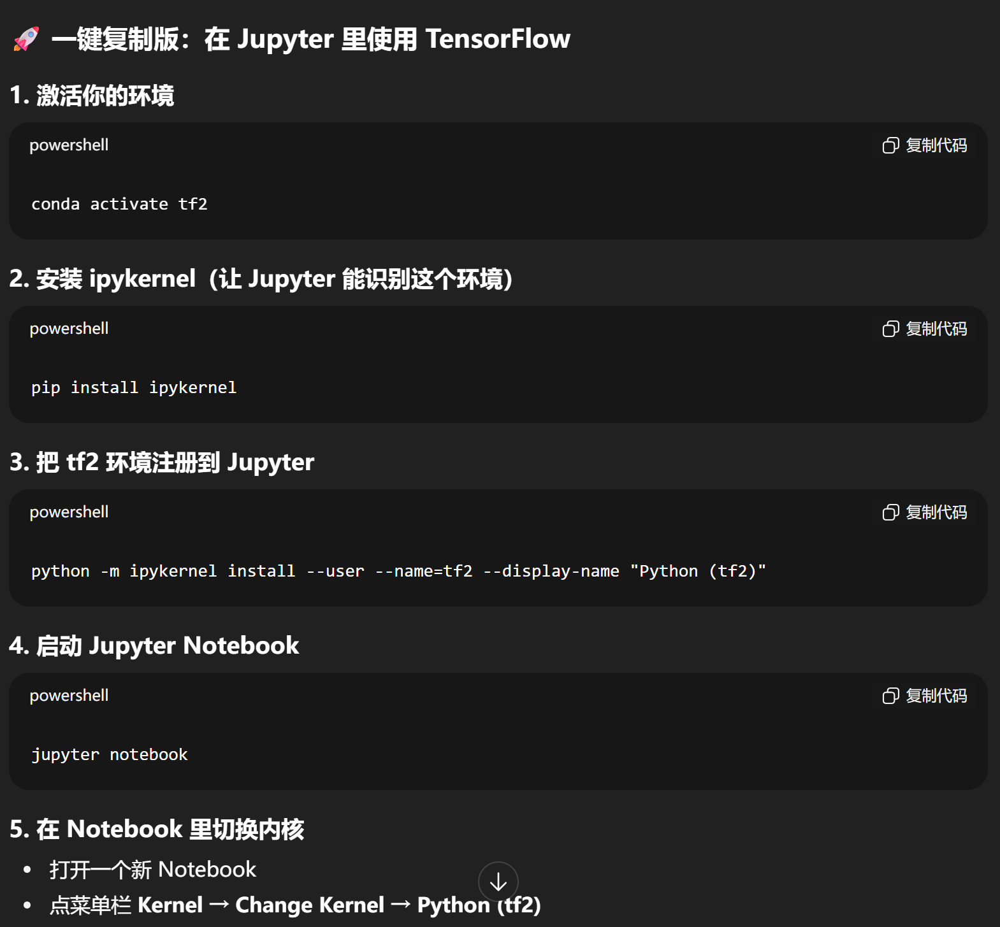 🚀 一键复制版：在 Jupyter 里使用 TensorFlow
1. 激活你的环境
powershell
复制代码
conda activate tf2
2. 安装 ipykernel（让 Jupyter 能识别这个环境）
powershell
复制代码
pip install ipykernel
3. 把 tf2 环境注册到 Jupyter
powershell
复制代码
python -m ipykernel install --user --name=tf2 --display-name "Python (tf2)"
4. 启动 Jupyter Notebook
powershell
复制代码
jupyter notebook
5. 在 Notebook 里切换内核
• 打开一个新 Notebook
• 点菜单栏 Kernel → Change Kernel → Python (tf2)